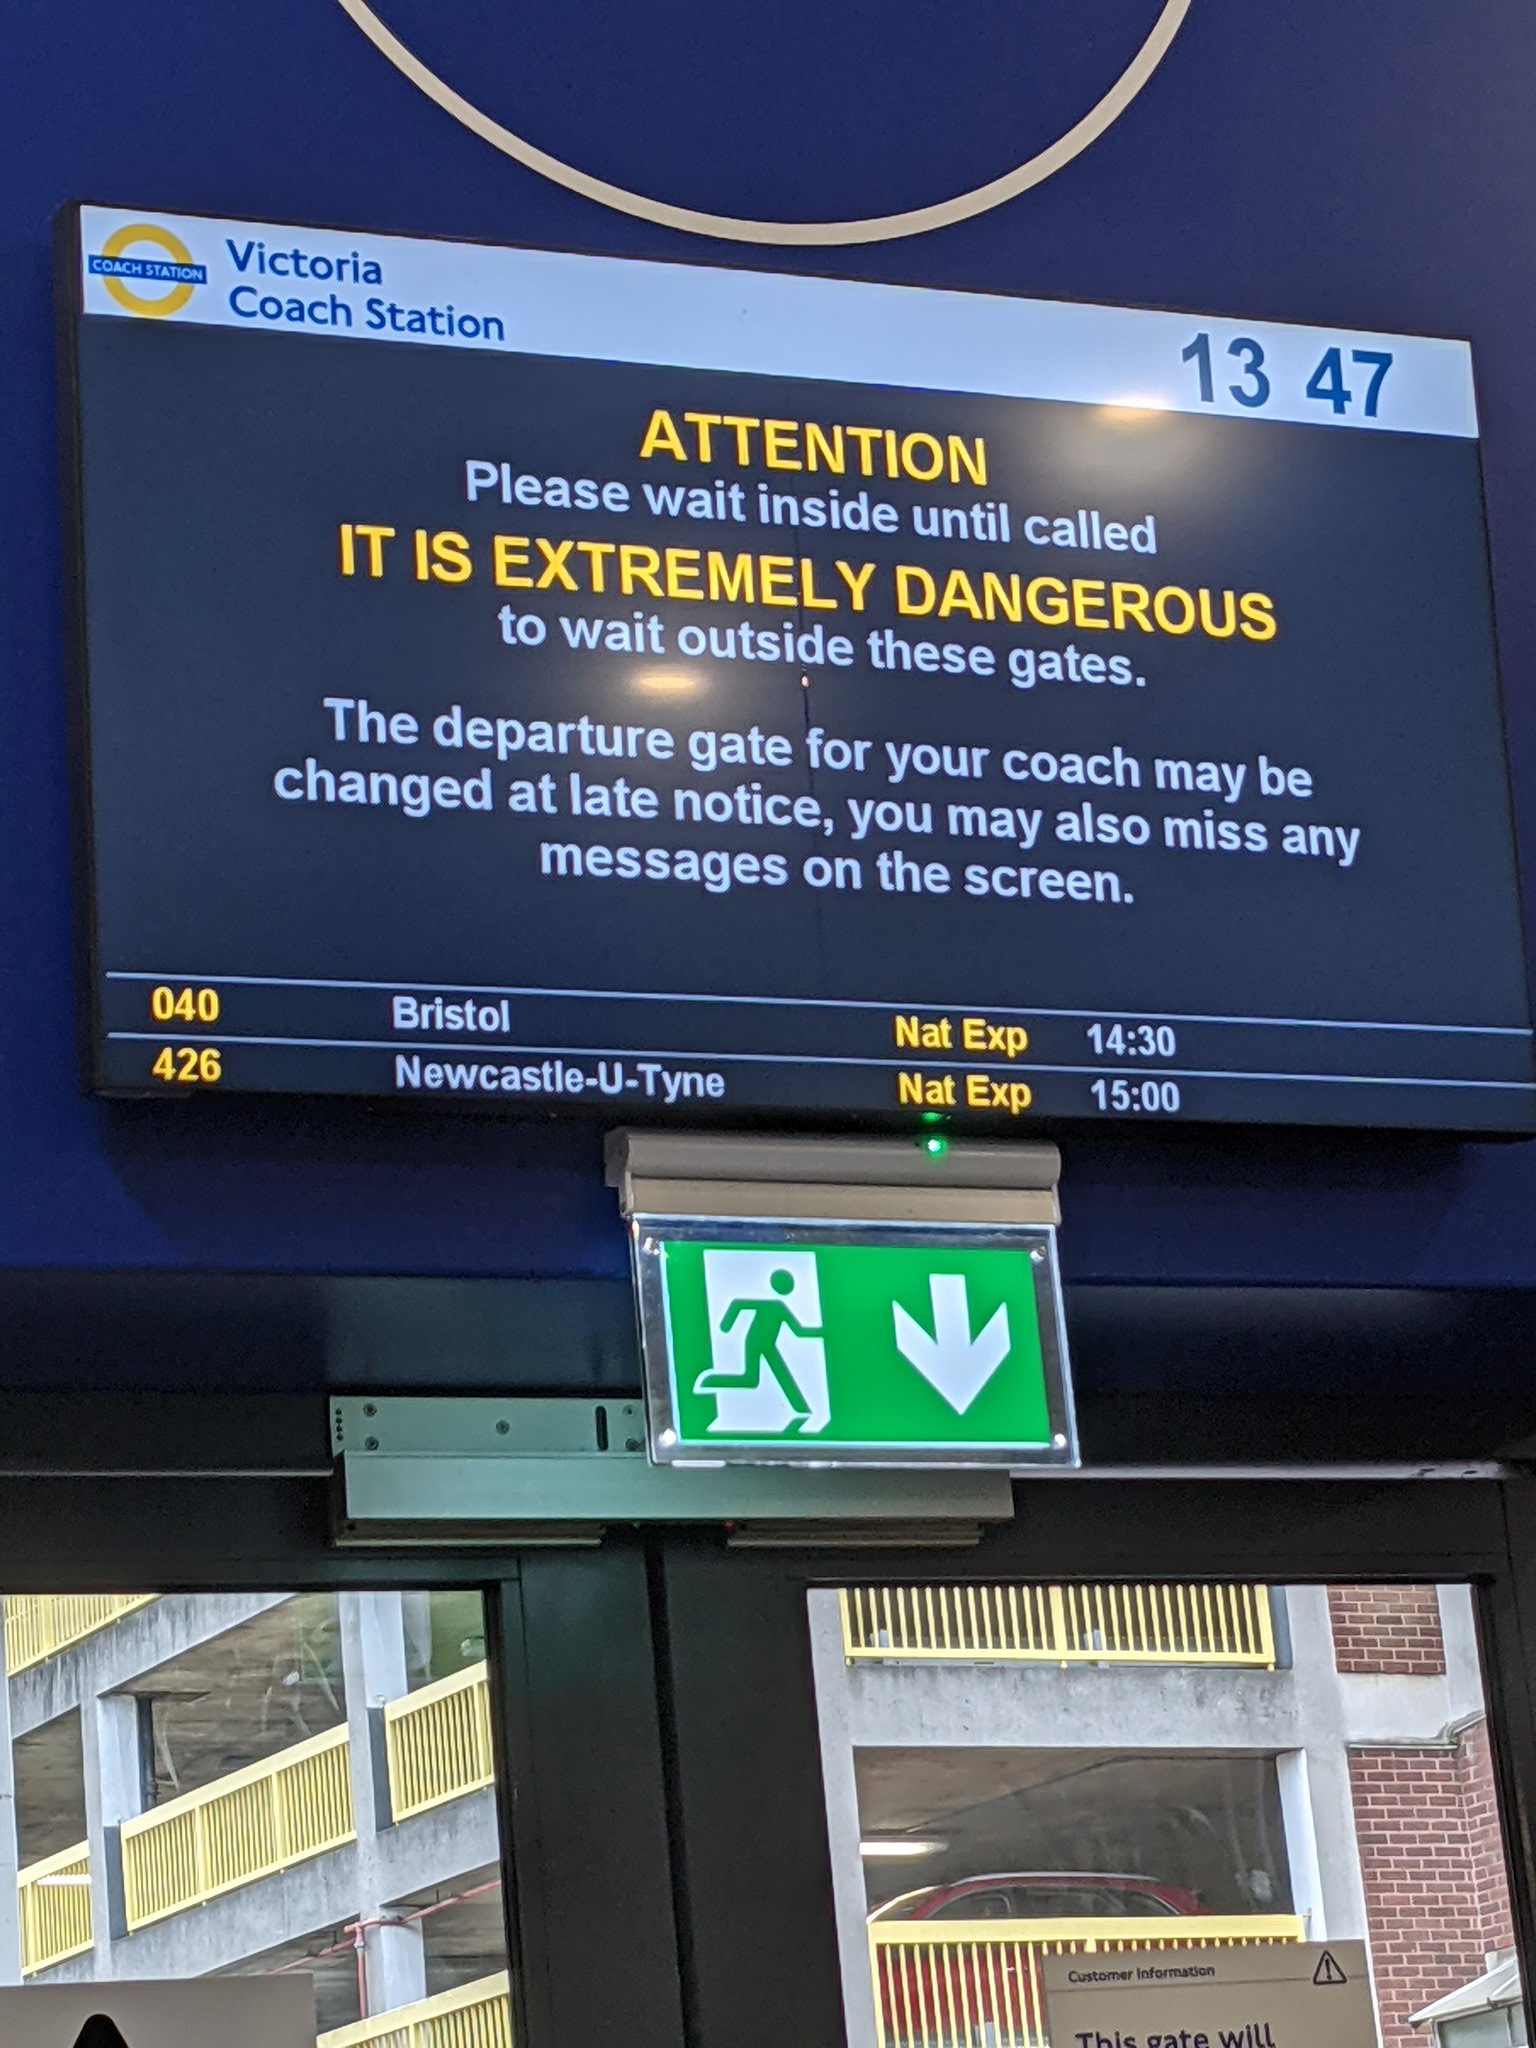 COACH STATION
Victoria
Coach Station
13 47
ATTENTION
Please wait inside until called
IT IS EXTREMELY DANGEROUS
to wait outside these gates.
The departure gate for your coach may be
changed at late notice, you may also miss any
messages on the screen.
040 Bristol Nat Exp 14:30
426 Newcastle-U-Tyne Nat Exp 15:00
Customer Information
This gate will